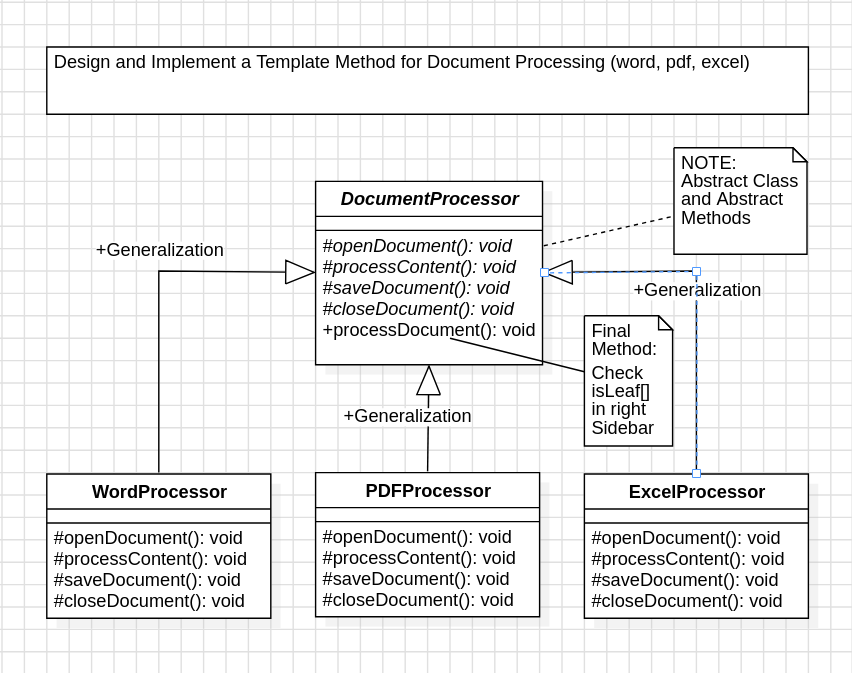 Design and Implement a Template Method for Document Processing (word, pdf, excel)
NOTE:
Abstract Class
and Abstract
Methods
DocumentProcessor
#openDocument(): void
#processContent(): void
#saveDocument(): void
#closeDocument(): void
+processDocument(): void
+Generalization
+Generalization
Final
Method:
Check
isLeaf[]
in right
Sidebar
+Generalization
WordProcessor
#openDocument(): void
#processContent(): void
#saveDocument(): void
#closeDocument(): void
PDFProcessor
#openDocument(): void
#processContent(): void
#saveDocument(): void
#closeDocument(): void
ExcelProcessor
#openDocument(): void
#processContent(): void
#saveDocument(): void
#closeDocument(): void